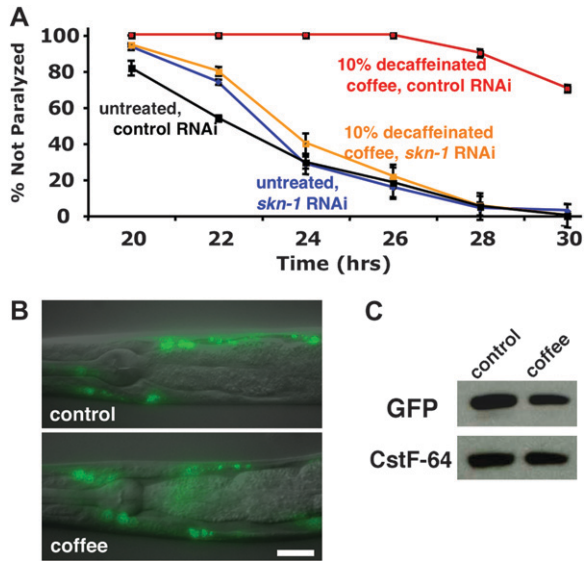 A
% Not Paralyzed
100
80
60
40
20
0
10% decaffeinated
coffee, control RNAi
untreated,
control RNAi
10% decaffeinated
coffee, skn-1 RNAi
untreated,
skn-1 RNAi
20 22 24 26 28 30
Time (hrs)
B
control
coffee
C
control coffee
GFP
CstF-64